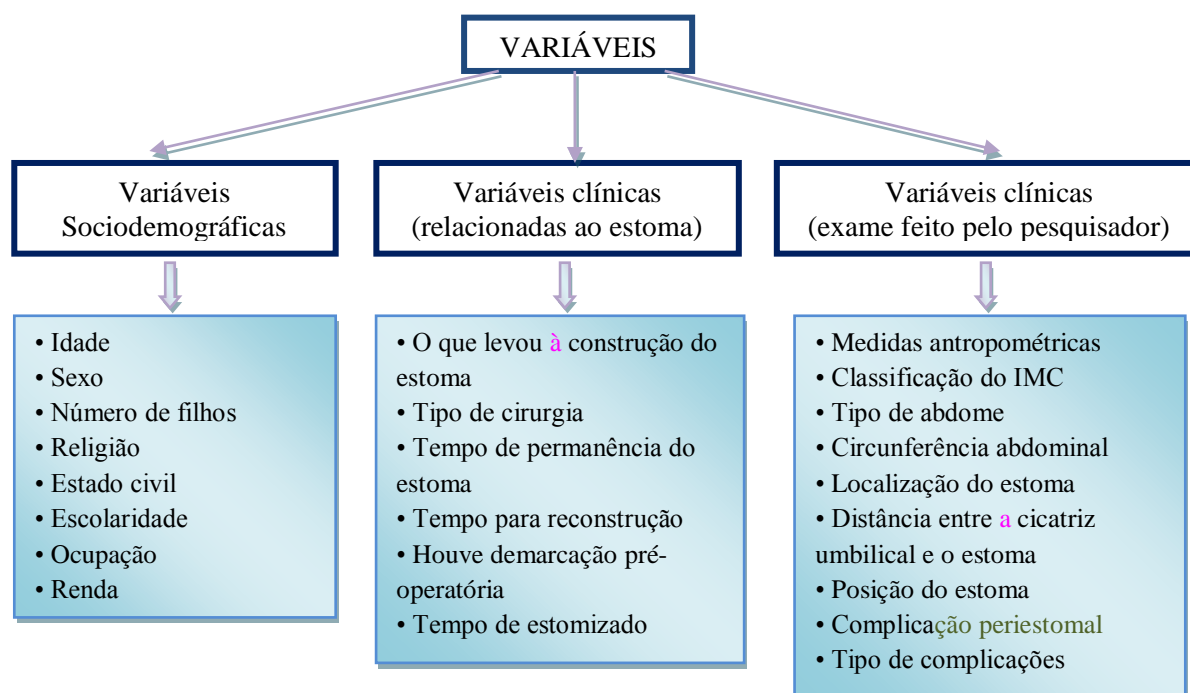 VARIÁVEIS
Variáveis
Sociodemográficas
Variáveis clínicas
(relacionadas ao estoma)
Variáveis clínicas
(exame feito pelo pesquisador)
• Idade
• Sexo
• Número de filhos
• Religião
• Estado civil
• Escolaridade
• Ocupação
• Renda
• O que levou à construção do
estoma
• Tipo de cirurgia
• Tempo de permanência do
estoma
• Tempo para reconstrução
• Houve demarcação pré-
operatória
• Tempo de estomizado
• Medidas antropométricas
• Classificação do IMC
• Tipo de abdome
• Circunferência abdominal
• Localização do estoma
• Distância entre a cicatriz
umbilical e o estoma
• Posição do estoma
• Complicação periestomal
• Tipo de complicações